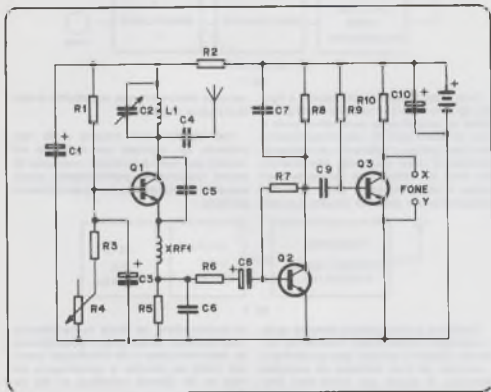 R2
R1
C2
L1
C4
C7
R8
R9
R10
C10
+
+
C1
+
Q1
C5
R7
C9
Q3
X
FONE
Y
R3
XRF1
+
C3
R6
+
C8
Q2
R4
R5
C6